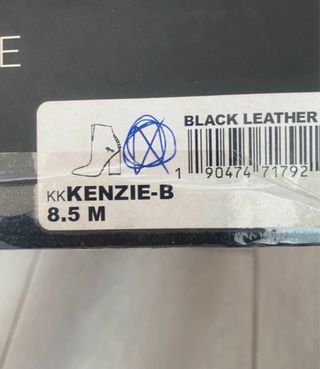 E
BLACK LEATHER
1 90474 71792
KKKENZIE-B
8.5 M